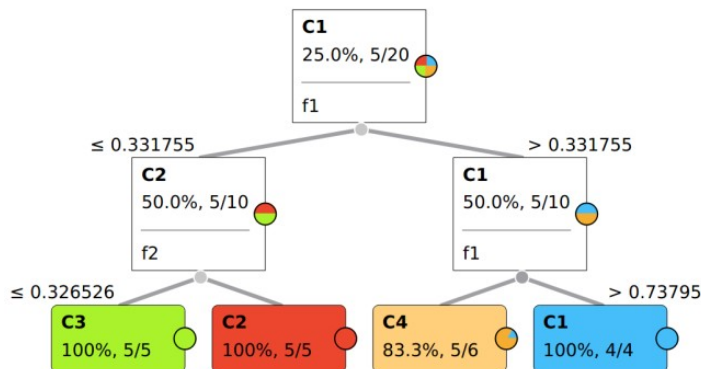 C1
25.0%, 5/20
f1
≤ 0.331755
> 0.331755
C2
50.0%, 5/10
f2
C1
50.0%, 5/10
f1
≤ 0.326526
> 0.73795
C3
100%, 5/5
C2
100%, 5/5
C4
83.3%, 5/6
C1
100%, 4/4